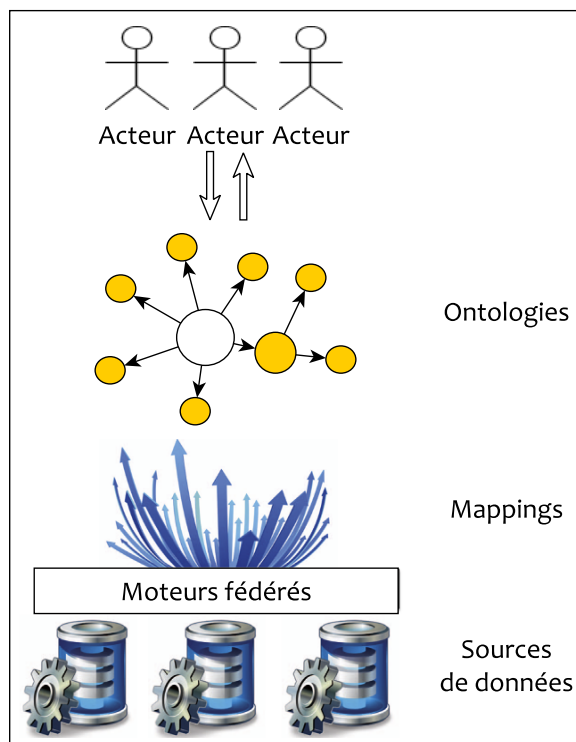 Acteur Acteur Acteur
Ontologies
Mappings
Moteurs fédérés
Sources
de données